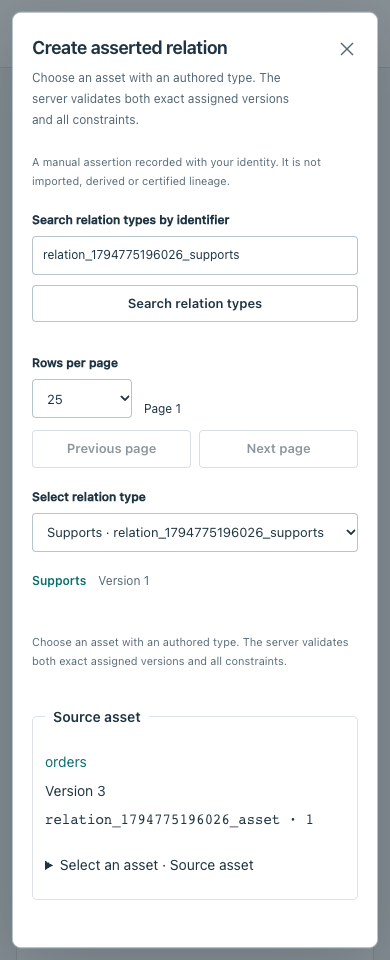 Create asserted relation
Choose an asset with an authored type. The
server validates both exact assigned versions
and all constraints.
A manual assertion recorded with your identity. It is not
imported, derived or certified lineage.
Search relation types by identifier
relation_1794775196026_supports
Search relation types
Rows per page
25
Page 1
Previous page
Next page
Select relation type
Supports · relation_1794775196026_supports
Supports Version 1
Choose an asset with an authored type. The server validates
both exact assigned versions and all constraints.
Source asset
orders
Version 3
relation_1794775196026_asset · 1
Select an asset · Source asset